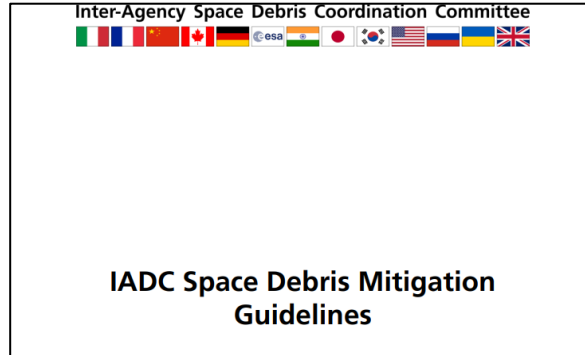 Inter-Agency Space Debris Coordination Committee
esa
IADC Space Debris Mitigation
Guidelines